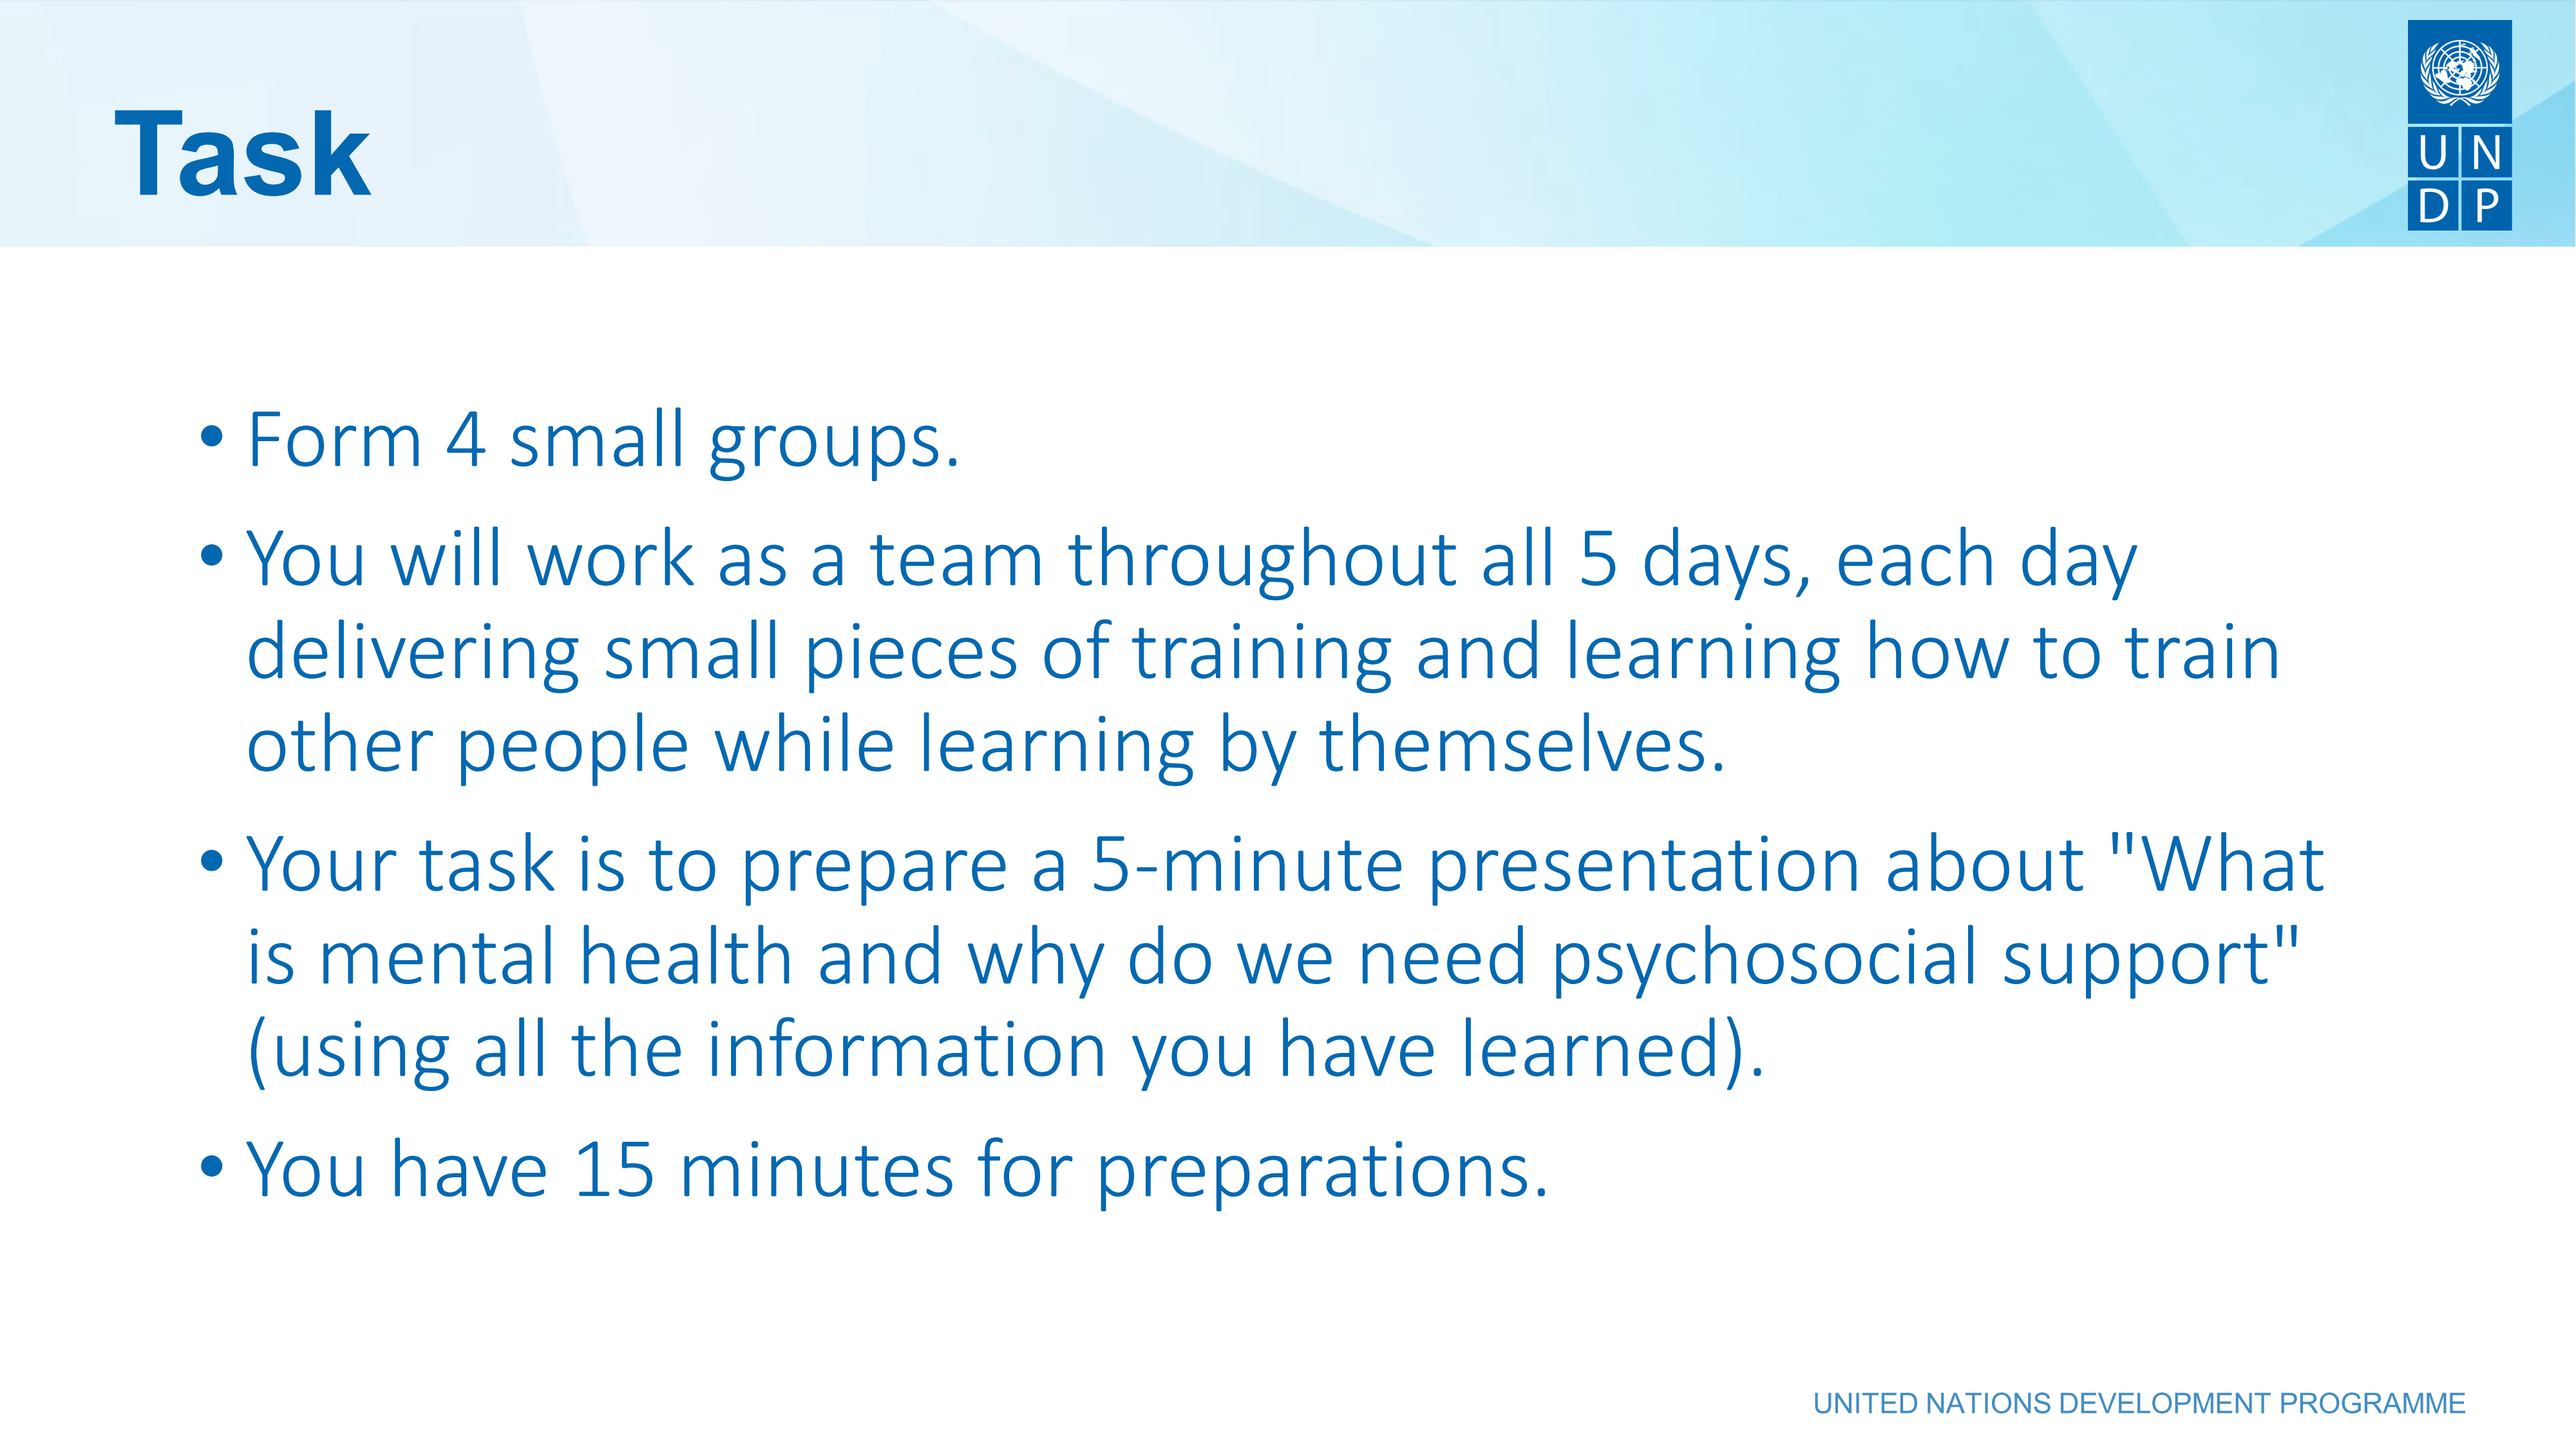 Task
U N
D P
• Form 4 small groups.
• You will work as a team throughout all 5 days, each day
delivering small pieces of training and learning how to train
other people while learning by themselves.
• Your task is to prepare a 5-minute presentation about "What
is mental health and why do we need psychosocial support"
(using all the information you have learned).
• You have 15 minutes for preparations.
UNITED NATIONS DEVELOPMENT PROGRAMME